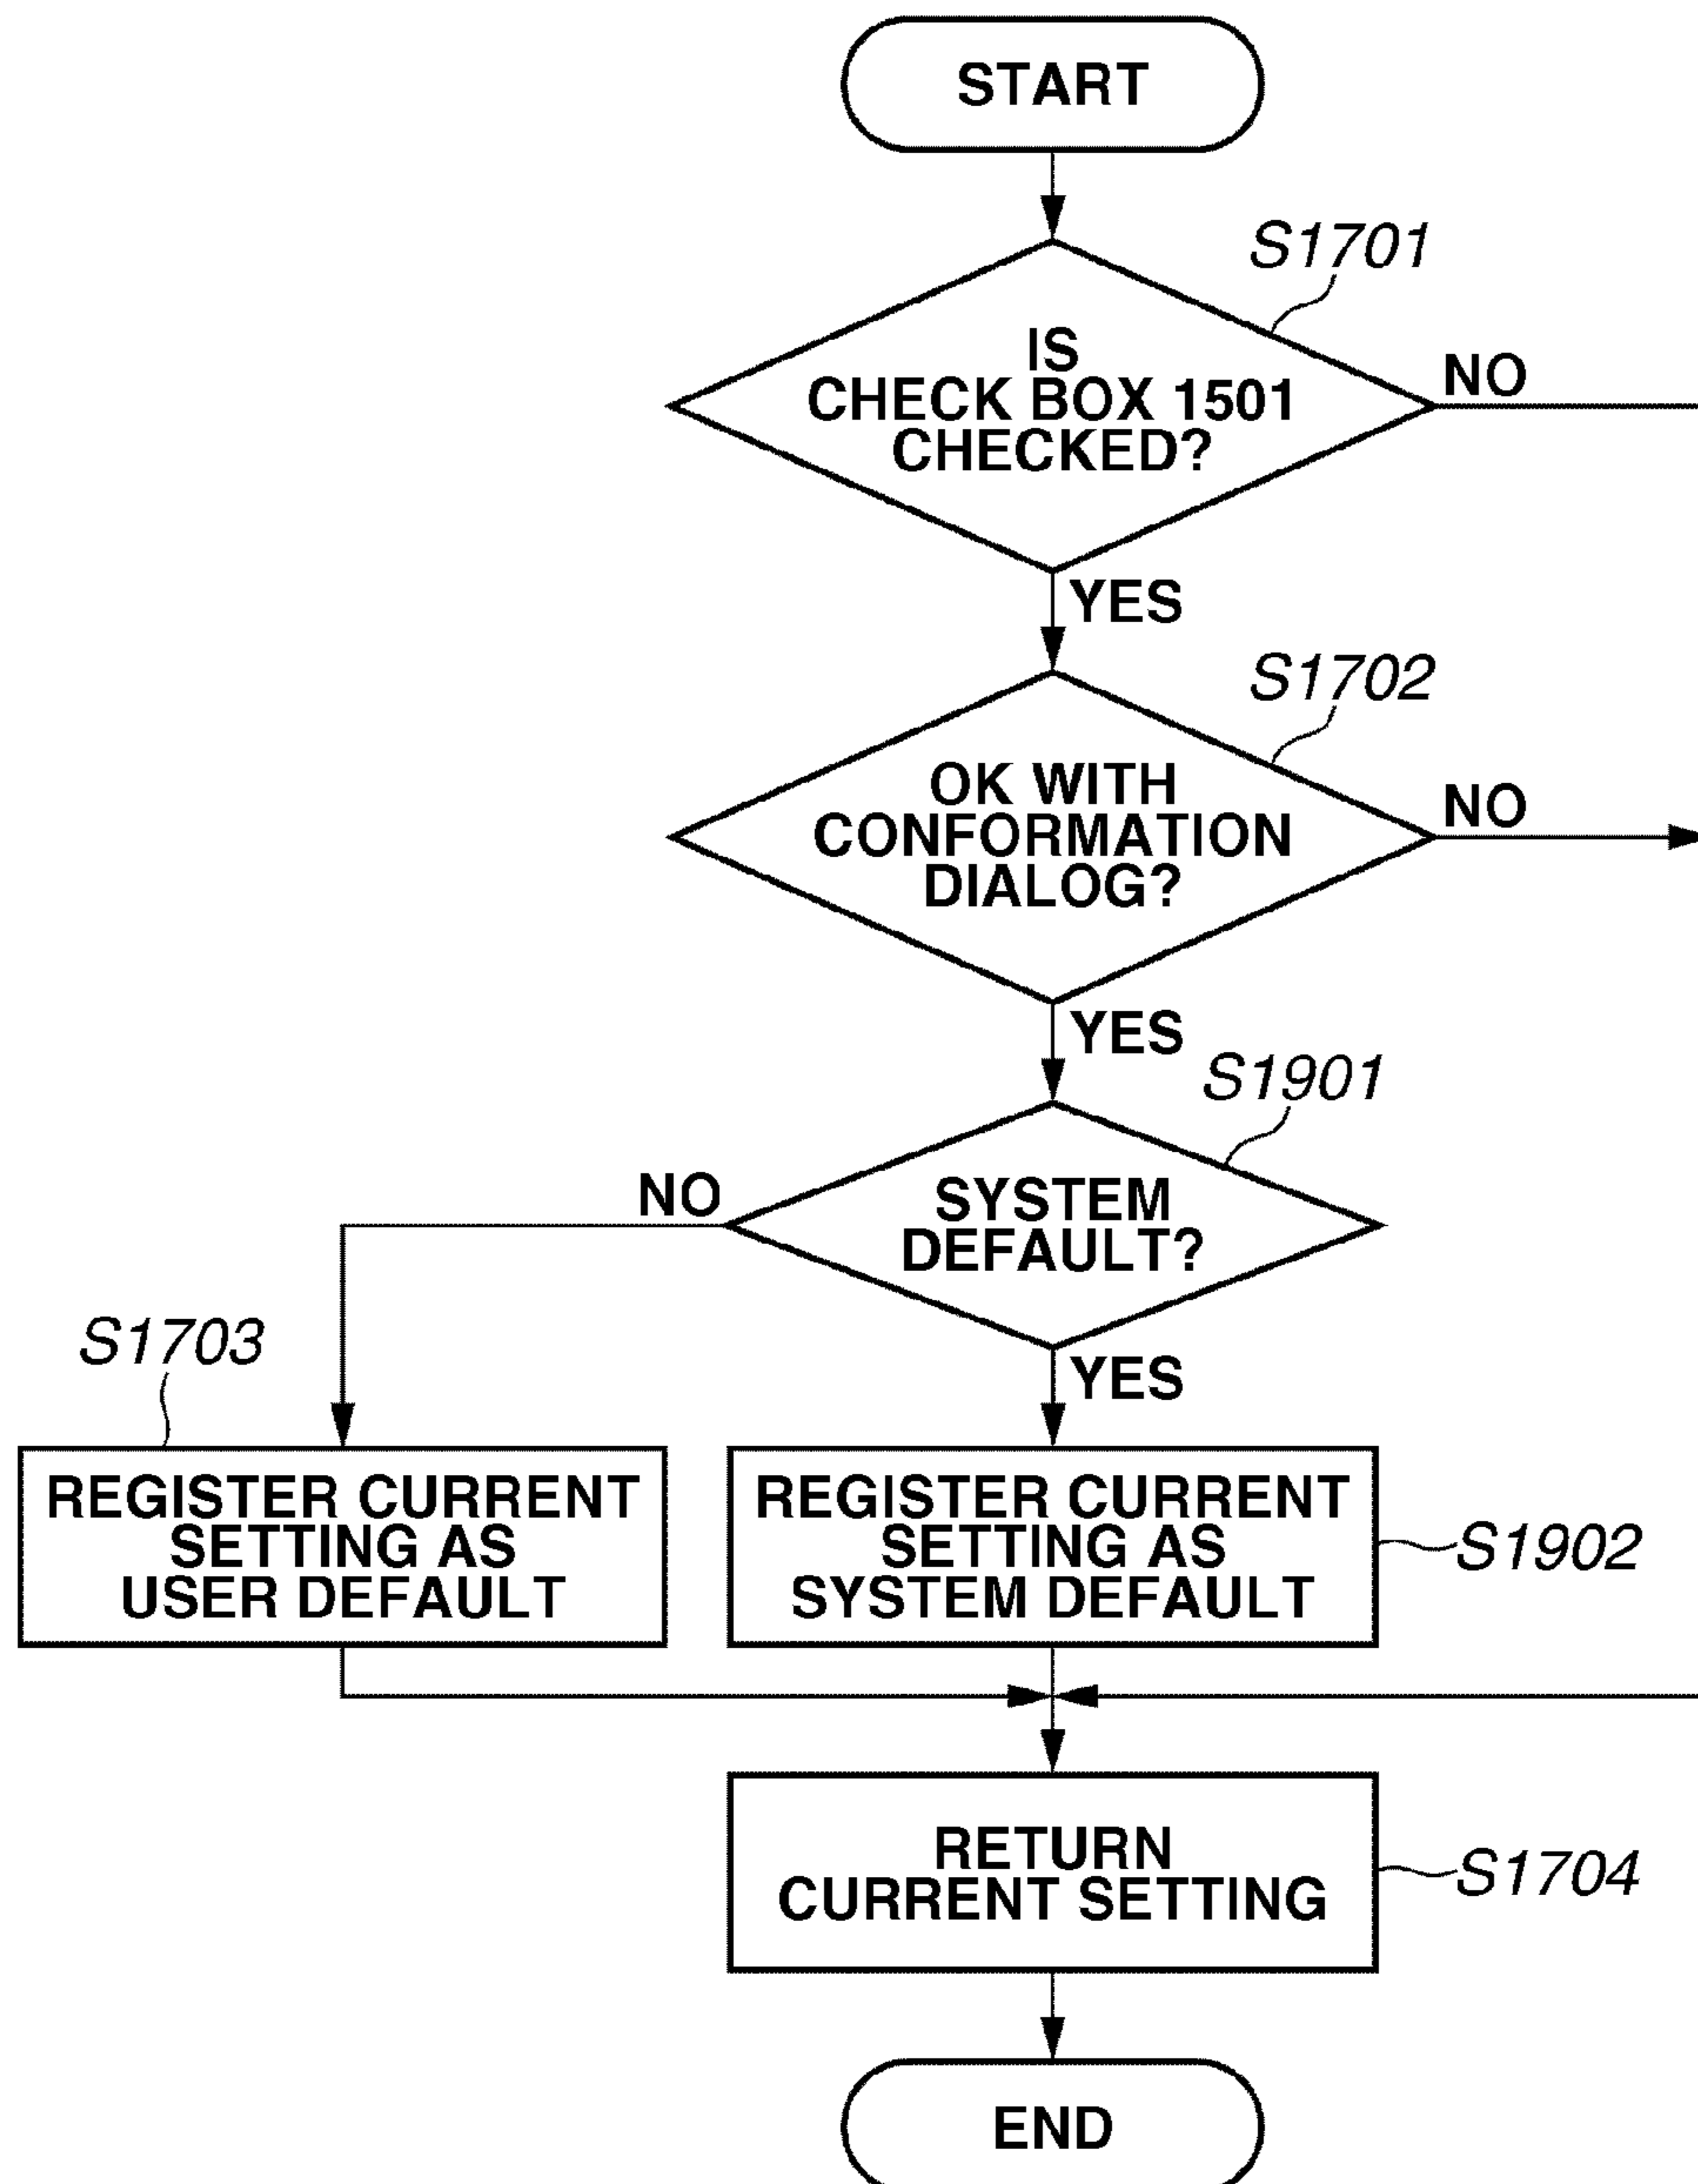 START
S1701
IS
CHECK BOX 1501
CHECKED?
NO
YES
S1702
OK WITH
CONFORMATION
DIALOG?
NO
YES
S1901
NO
SYSTEM
DEFAULT?
S1703
YES
REGISTER CURRENT
SETTING AS
USER DEFAULT
REGISTER CURRENT
SETTING AS
SYSTEM DEFAULT
S1902
RETURN
CURRENT SETTING
S1704
END